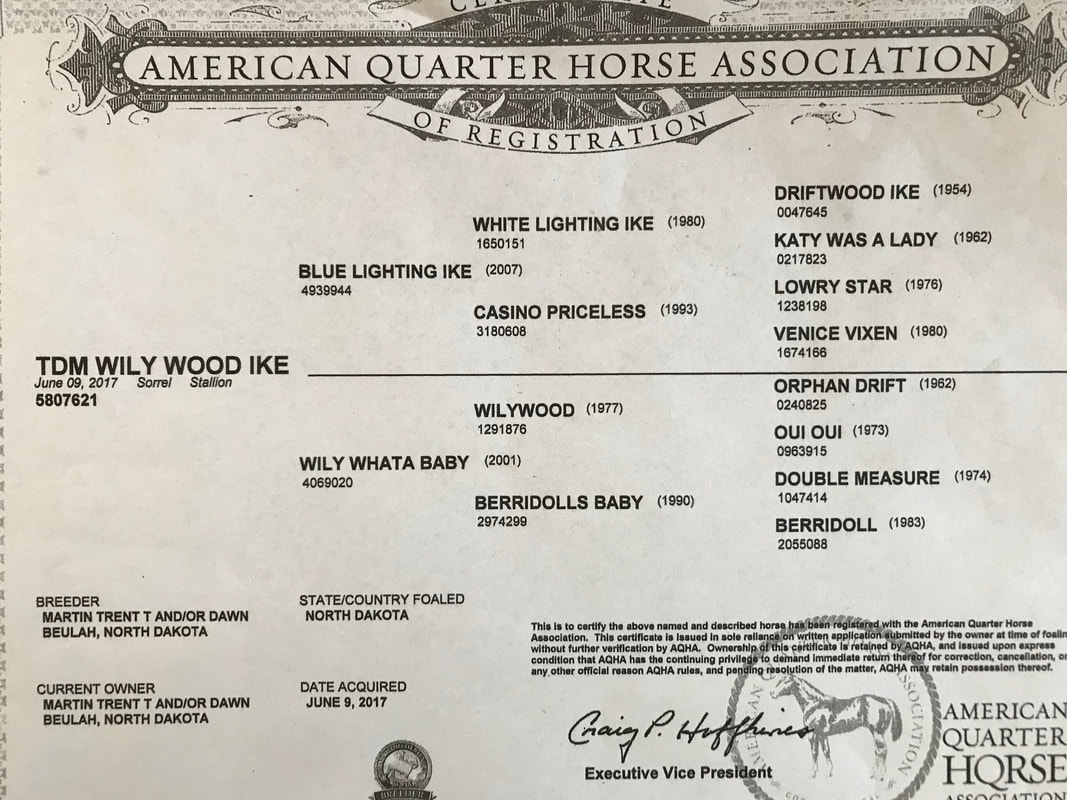 CERTIFICATE
AMERICAN QUARTER HORSE ASSOCIATION
OF REGISTRATION
DRIFTWOOD IKE (1954)
0047645
WHITE LIGHTING IKE (1980)
1650151
KATY WAS A LADY (1962)
0217823
BLUE LIGHTING IKE (2007)
4939944
LOWRY STAR (1976)
1238198
CASINO PRICELESS (1993)
3180608
VENICE VIXEN (1980)
1674166
TDM WILY WOOD IKE
June 09, 2017 Sorrel Stallion
5807621
ORPHAN DRIFT (1962)
0240825
WILYWOOD (1977)
1291876
OUI OUI (1973)
0963915
WILY WHATA BABY (2001)
4069020
DOUBLE MEASURE (1974)
1047414
BERRIDOLLS BABY (1990)
2974299
BERRIDOLL (1983)
2055088
BREEDER
MARTIN TRENT T AND/OR DAWN
BEULAH, NORTH DAKOTA
STATE/COUNTRY FOALED
NORTH DAKOTA
CURRENT OWNER
MARTIN TRENT T AND/OR DAWN
BEULAH, NORTH DAKOTA
DATE ACQUIRED
JUNE 9, 2017
This is to certify the above named and described horse has been registered with the American Quarter Horse
Association. This certificate is issued in sole reliance on written application submitted by the owner at time of foalin
without further verification by AQHA. Ownership of this certificate is retained by AQHA, and issued upon express
condition that AQHA has the continuing privilege to demand immediate return thereof for correction, cancellation, or
any other official reason AQHA rules, and pending resolution of the matter, AQHA may retain possession thereof.
Craig P. Huffhines
Executive Vice President
BREEDER
AMERICAN
QUARTER
HORSE
ASSOCIATION